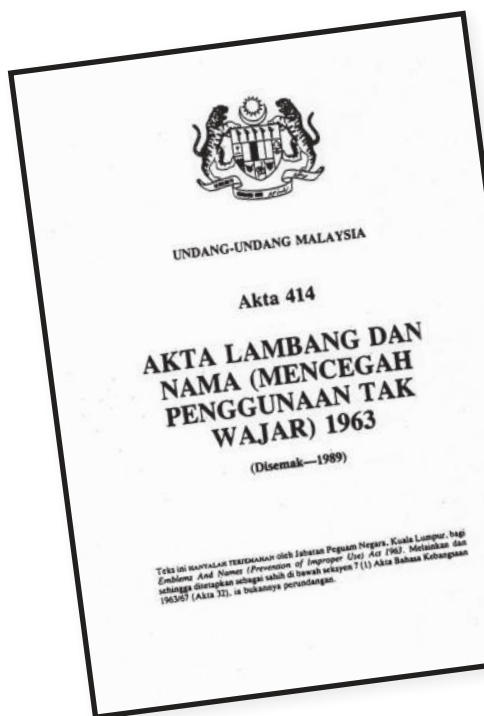 UNDANG-UNDANG MALAYSIA
Akta 414
AKTA LAMBANG DAN
NAMA (MENCEGAH
PENGGUNAAN TAK
WAJAR) 1963
(Disemak—1989)
Teks ini HANYALAH TERJEMAHAN oleh Jabatan Peguam Negara, Kuala Lumpur, bagi
Emblems And Names (Prevention of Improper Use) Act 1963. Melainkan dan
sehingga ditetapkan sebagai sahih di bawah seksyen 7 (1) Akta Bahasa Kebangsaan
1963/67 (Akta 32), ia bukannya perundangan.